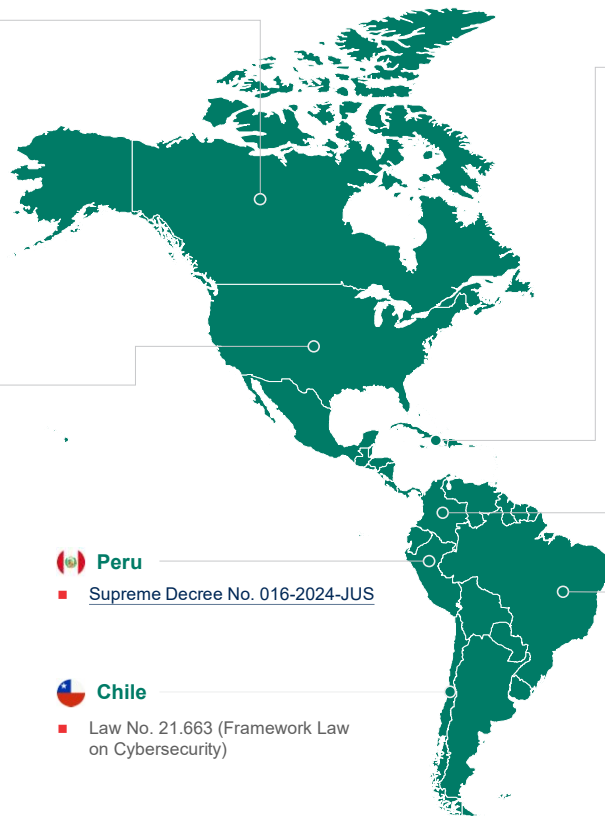 Peru
Supreme Decree No. 016-2024-JUS
Chile
Law No. 21.663 (Framework Law
on Cybersecurity)